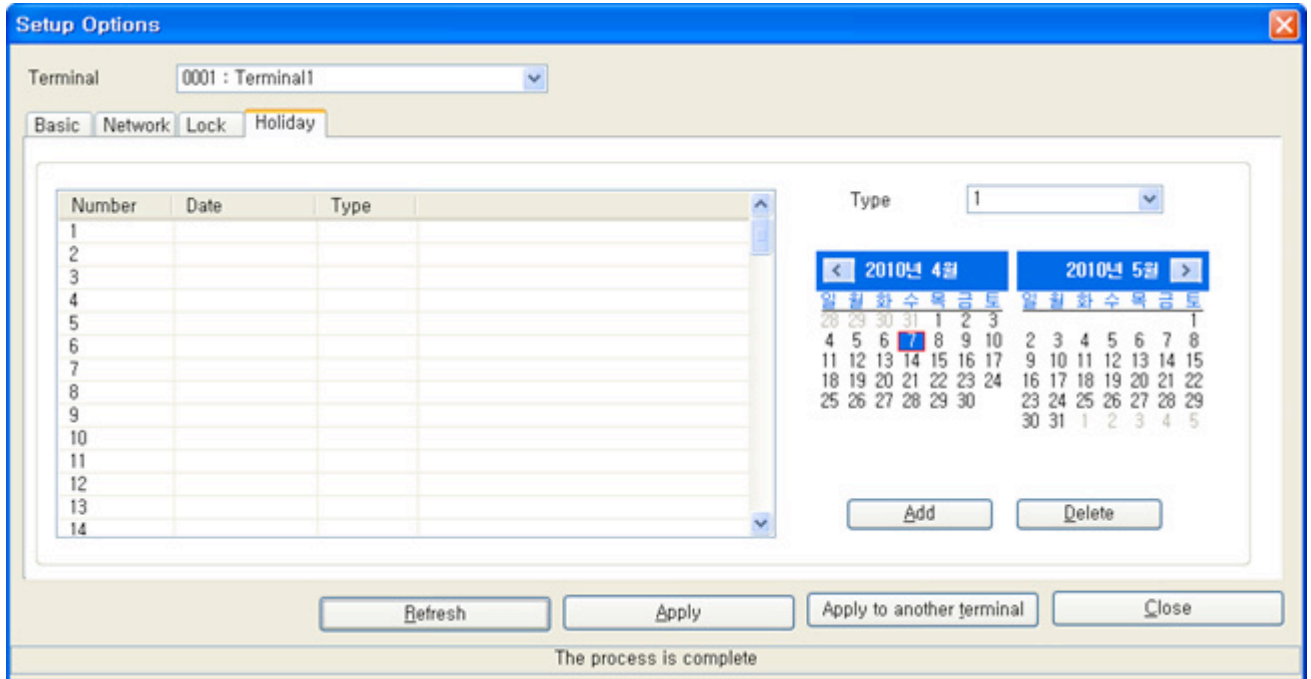 Setup Options
Terminal 0001 : Terminal1
Basic Network Lock Holiday
Number Date Type
1
2
3
4
5
6
7
8
9
10
11
12
13
14
Type 1
< 2010년 4월
일 월 화 수 목 금 토
28 29 30 31 1 2 3
4 5 6 7 8 9 10
11 12 13 14 15 16 17
18 19 20 21 22 23 24
25 26 27 28 29 30
2010년 5월 >
일 월 화 수 목 금 토
1
2 3 4 5 6 7 8
9 10 11 12 13 14 15
16 17 18 19 20 21 22
23 24 25 26 27 28 29
30 31 1 2 3 4 5
Add Delete
Refresh Apply Apply to another terminal Close
The process is complete